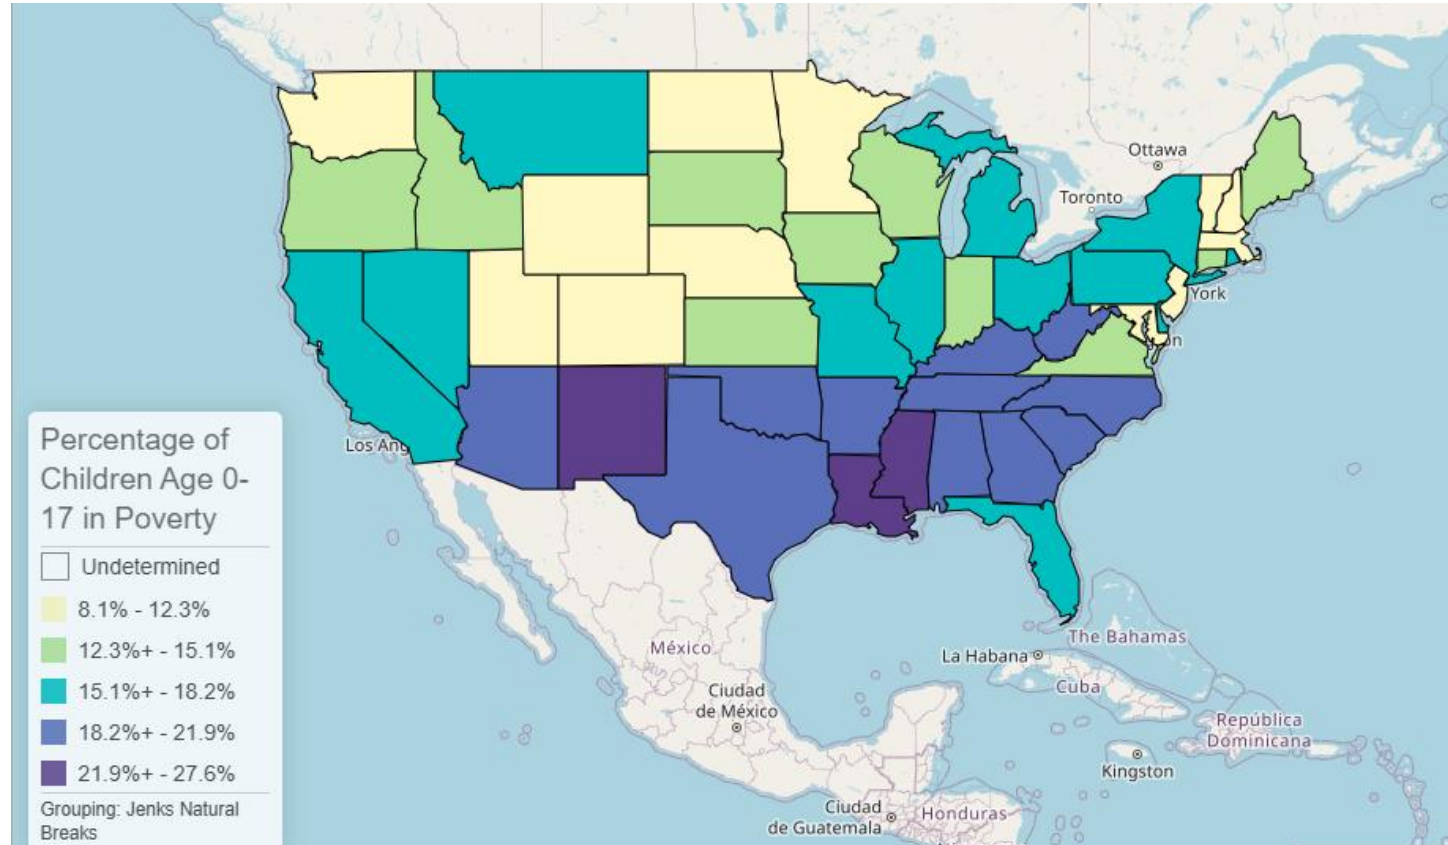 Ottawa
Toronto
York
on
Los Ang
Percentage of
Children Age 0-
17 in Poverty
Undetermined
8.1% - 12.3%
12.3%+ - 15.1%
15.1%+ - 18.2%
18.2%+ - 21.9%
21.9%+ - 27.6%
Grouping: Jenks Natural
Breaks
México
Ciudad
de México
La Habana
The Bahamas
Cuba
República
Dominicana
Kingston
Ciudad
de Guatemala
Honduras